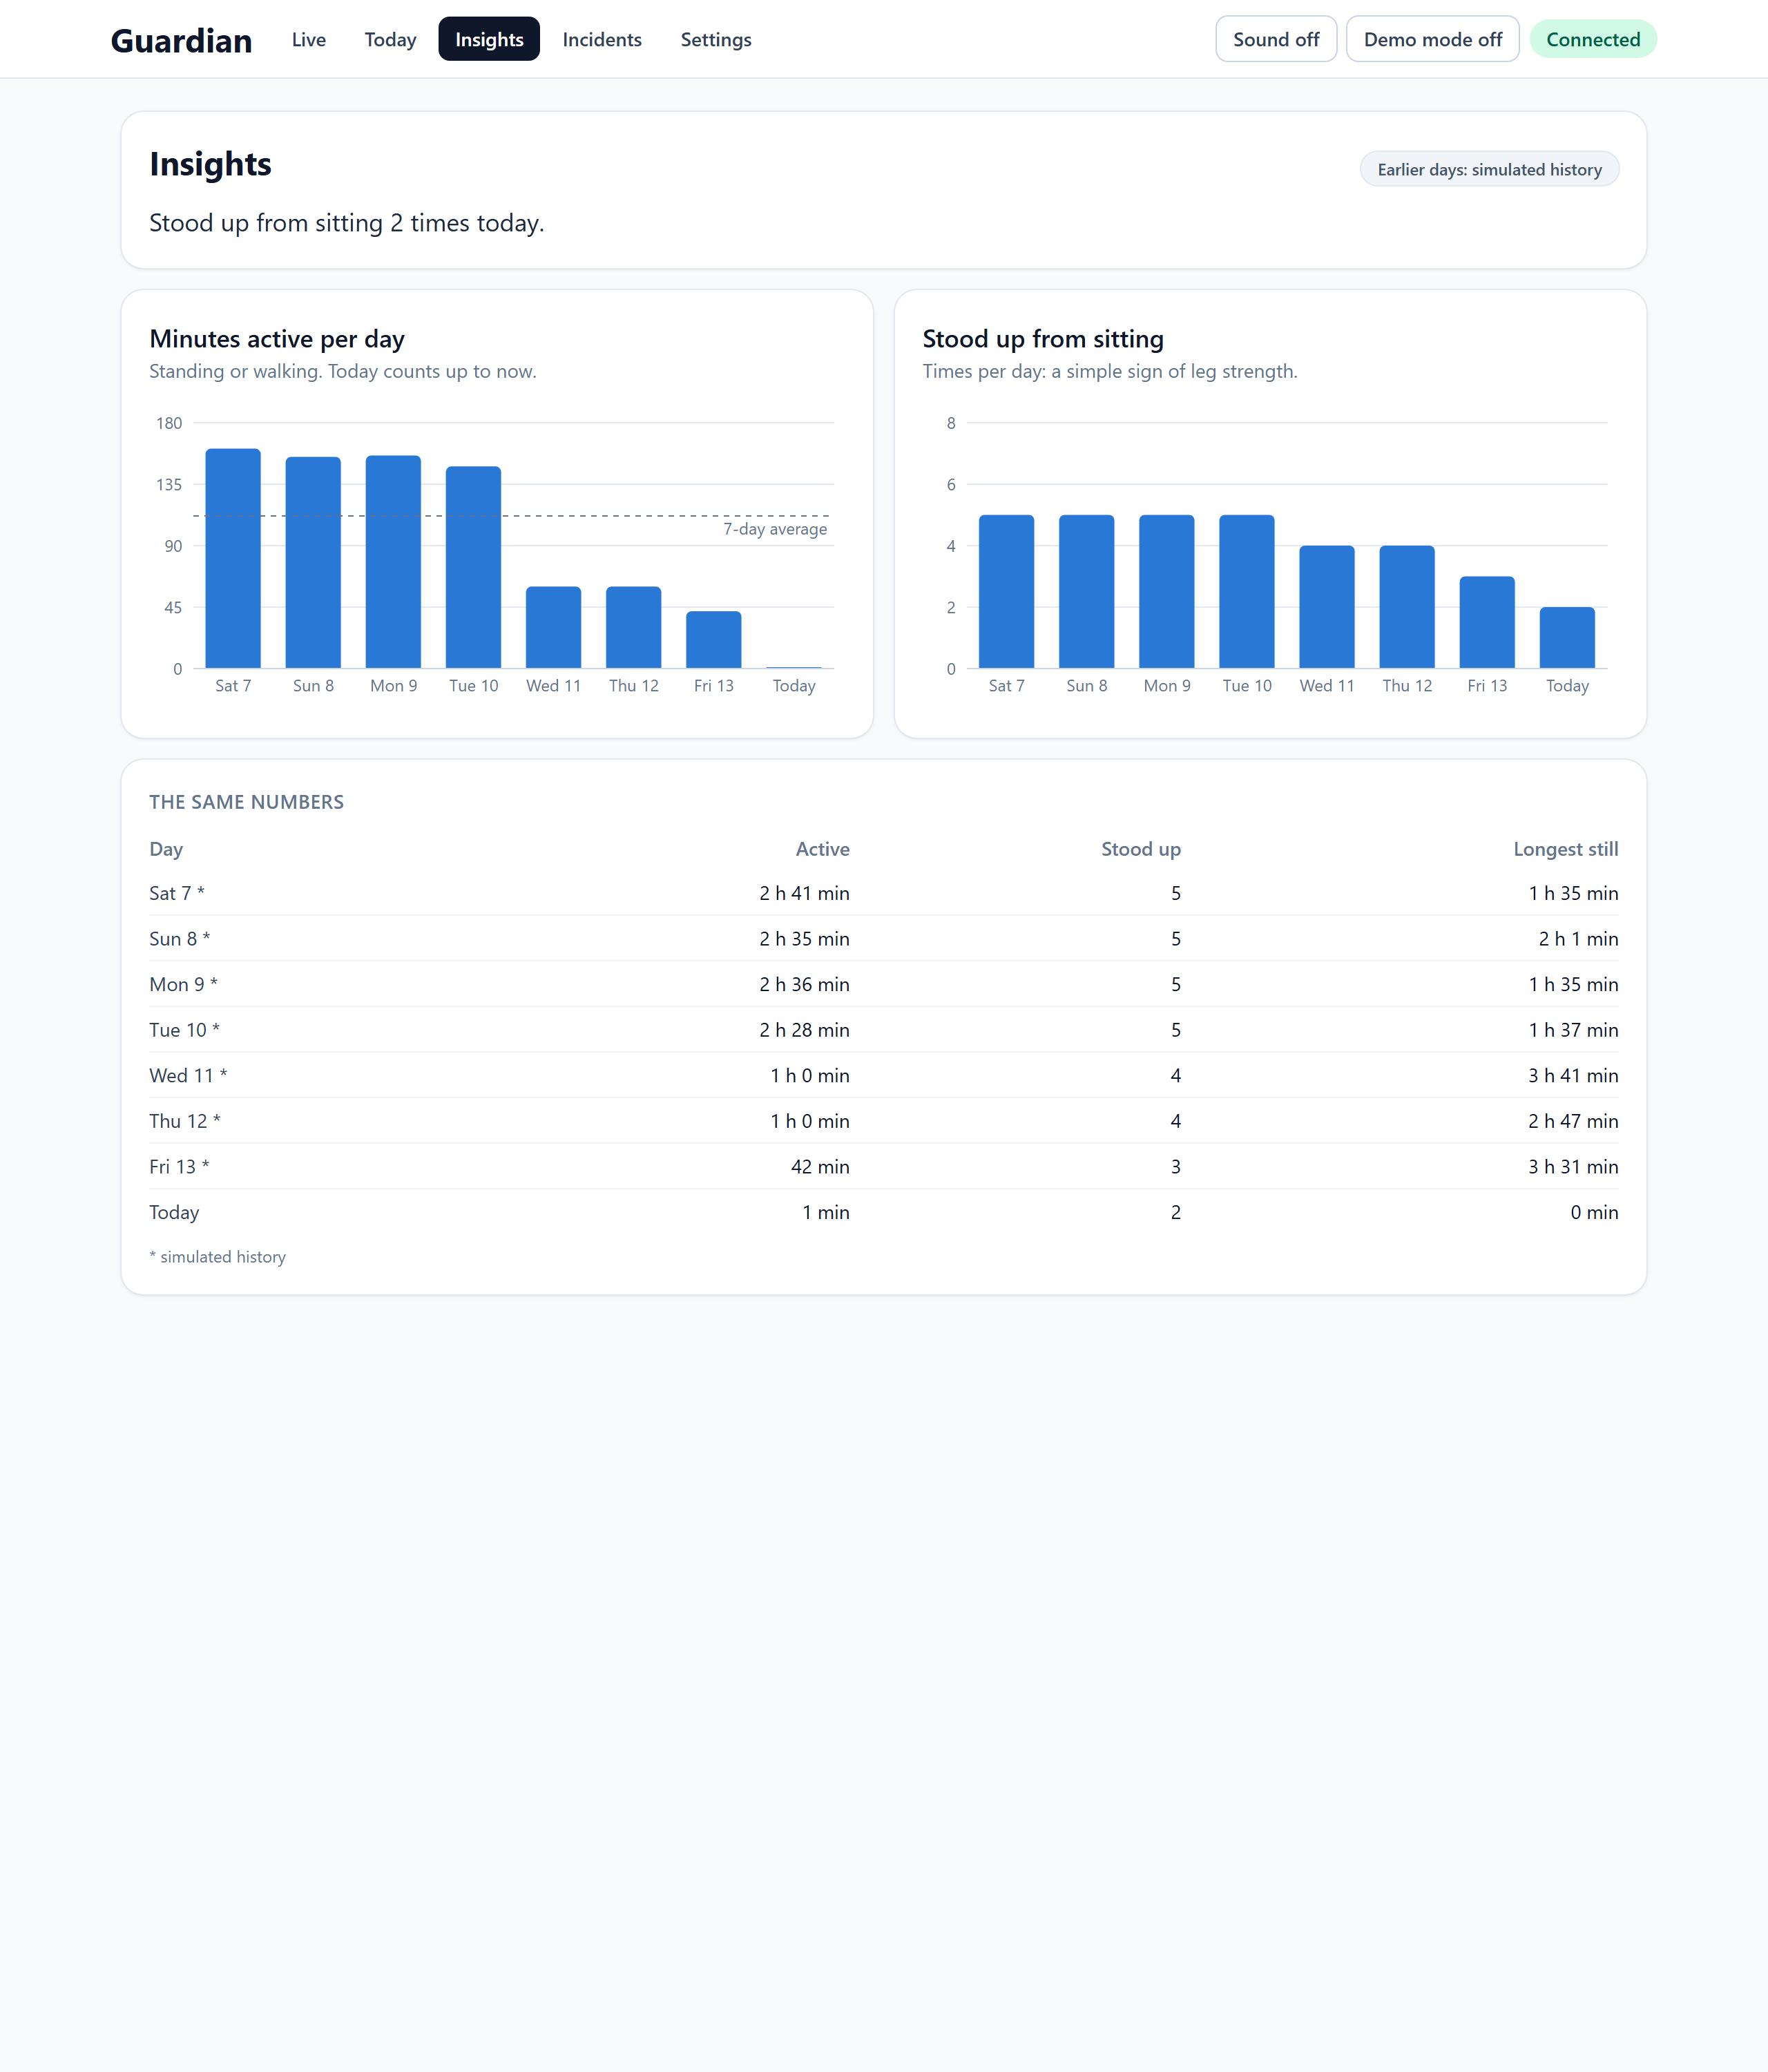 Guardian
Live
Today
Insights
Incidents
Settings
Sound off
Demo mode off
Connected
Insights
Earlier days: simulated history
Stood up from sitting 2 times today.
Minutes active per day
Standing or walking. Today counts up to now.
180
135
90
45
0
7-day average
Sat 7
Sun 8
Mon 9
Tue 10
Wed 11
Thu 12
Fri 13
Today
Stood up from sitting
Times per day: a simple sign of leg strength.
8
6
4
2
0
Sat 7
Sun 8
Mon 9
Tue 10
Wed 11
Thu 12
Fri 13
Today
THE SAME NUMBERS
Day Active Stood up Longest still
Sat 7 * 2 h 41 min 5 1 h 35 min
Sun 8 * 2 h 35 min 5 2 h 1 min
Mon 9 * 2 h 36 min 5 1 h 35 min
Tue 10 * 2 h 28 min 5 1 h 37 min
Wed 11 * 1 h 0 min 4 3 h 41 min
Thu 12 * 1 h 0 min 4 2 h 47 min
Fri 13 * 42 min 3 3 h 31 min
Today 1 min 2 0 min
* simulated history